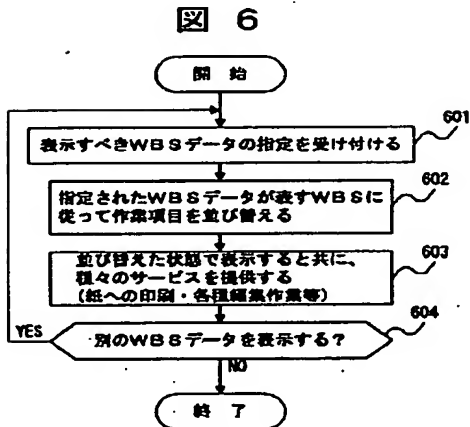 図 6
開 始
601
表示すべきWBSデータの指定を受け付ける
602
指定されたWBSデータが表すWBSに
従って作業項目を並び替える
603
並び替えた状態で表示すると共に、
種々のサービスを提供する
(紙への印刷・各種編集作業等)
604
YES
別のWBSデータを表示する?
NO
終 了